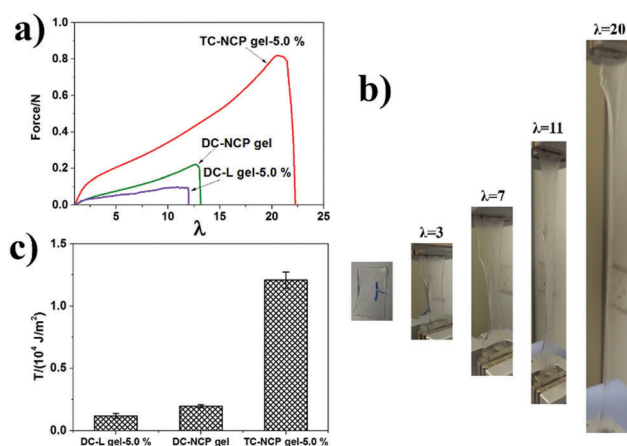 a)
1.0
0.8
0.6
0.4
0.2
0.0
Force/N
TC-NCP gel-5.0 %
DC-NCP gel
DC-L gel-5.0 %
5 10 15 20 25
λ
b)
λ=3
λ=7
λ=11
λ=20
c)
1.5
1.0
0.5
0.0
T/(10⁴ J/m²)
DC-L gel-5.0 % DC-NCP gel TC-NCP gel-5.0 %